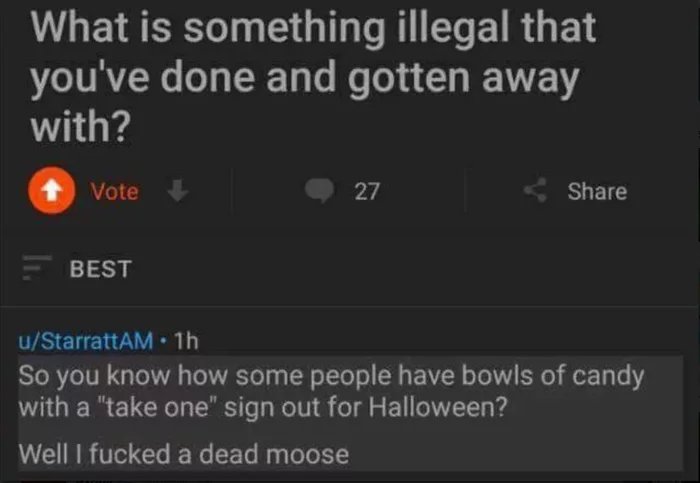 What is something illegal that
you've done and gotten away
with?
Vote 27 Share
BEST
u/StarrattAM • 1h
So you know how some people have bowls of candy
with a "take one" sign out for Halloween?
Well I fucked a dead moose